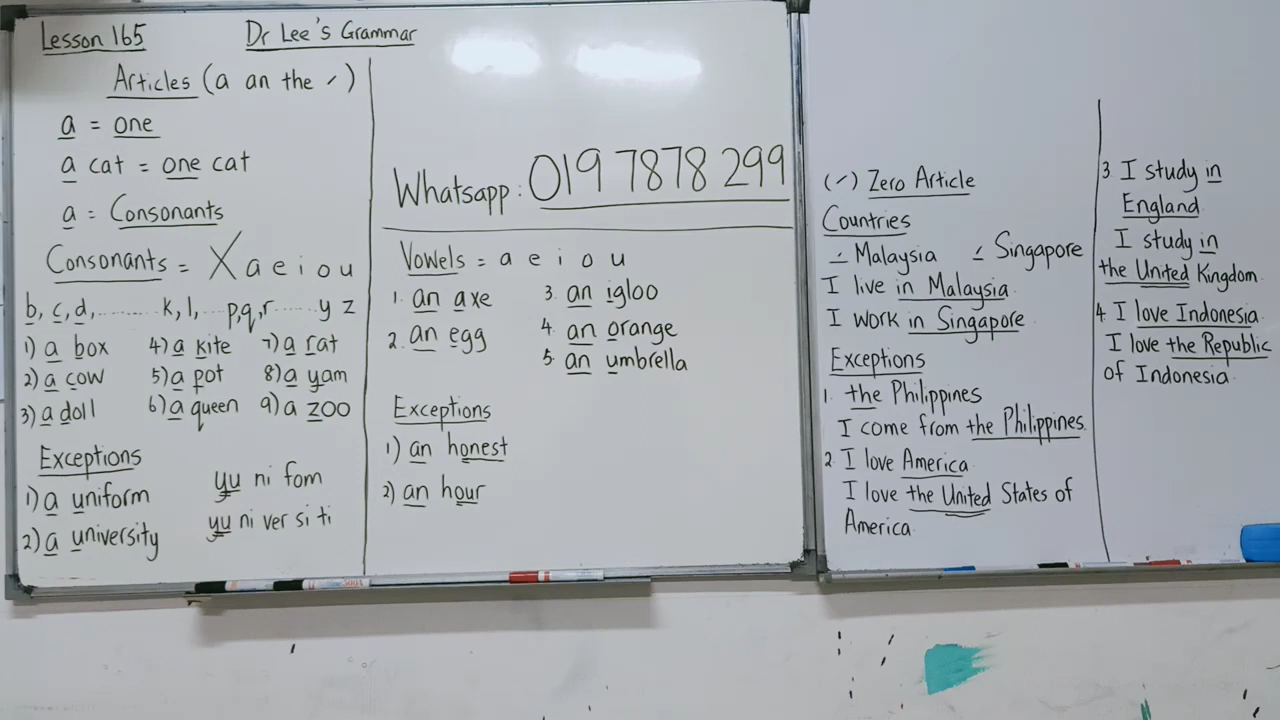 Lesson 165 Dr Lee's Grammar
Articles (a an the ⁄)
a = one
a cat = one cat
a = Consonants
Consonants = X a e i o u
b, c, d, ......... k, l, ... p,q,r ...... y z
1) a box 4) a kite 7) a rat
2) a cow 5) a pot 8) a yam
3) a doll 6) a queen 9) a zoo
Exceptions
1) a uniform yu ni fom
2) a university yu ni ver si ti
Whatsapp: 019 7878 299
Vowels = a e i o u
1. an axe 3. an igloo
2. an egg 4. an orange
5. an umbrella
Exceptions
1) an honest
2) an hour
(⁄) Zero Article
Countries
⁄ Malaysia ⁄ Singapore
I live in Malaysia.
I work in Singapore
Exceptions
1. the Philippines
I come from the Philippines.
2. I love America
I love the United States of
America.
3 I study in
England.
I study in
the United Kingdom.
4. I love Indonesia.
I love the Republic
of Indonesia.